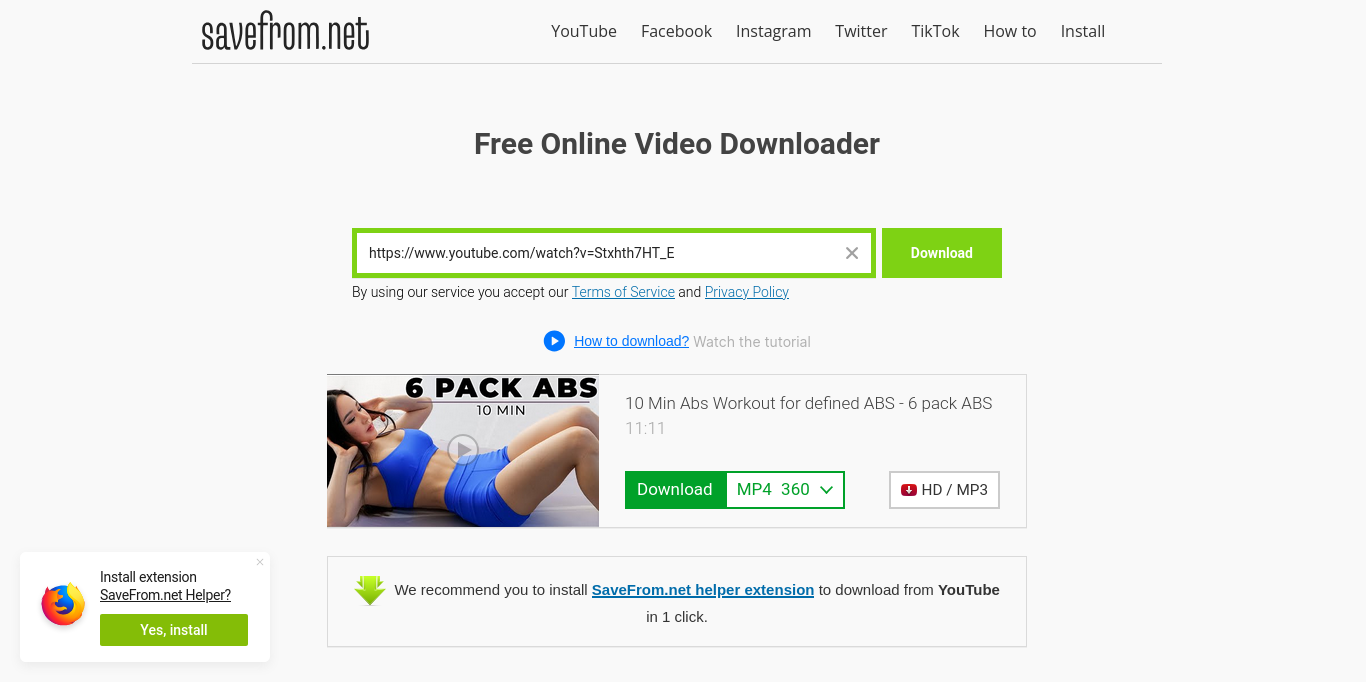 savefrom.net
YouTube Facebook Instagram Twitter TikTok How to Install
Free Online Video Downloader
https://www.youtube.com/watch?v=Stxhth7HT_E
Download
By using our service you accept our Terms of Service and Privacy Policy
How to download? Watch the tutorial
6 PACK ABS
10 MIN
10 Min Abs Workout for defined ABS - 6 pack ABS
11:11
Download MP4 360
HD / MP3
We recommend you to install SaveFrom.net helper extension to download from YouTube
in 1 click.
Install extension
SaveFrom.net Helper?
Yes, install